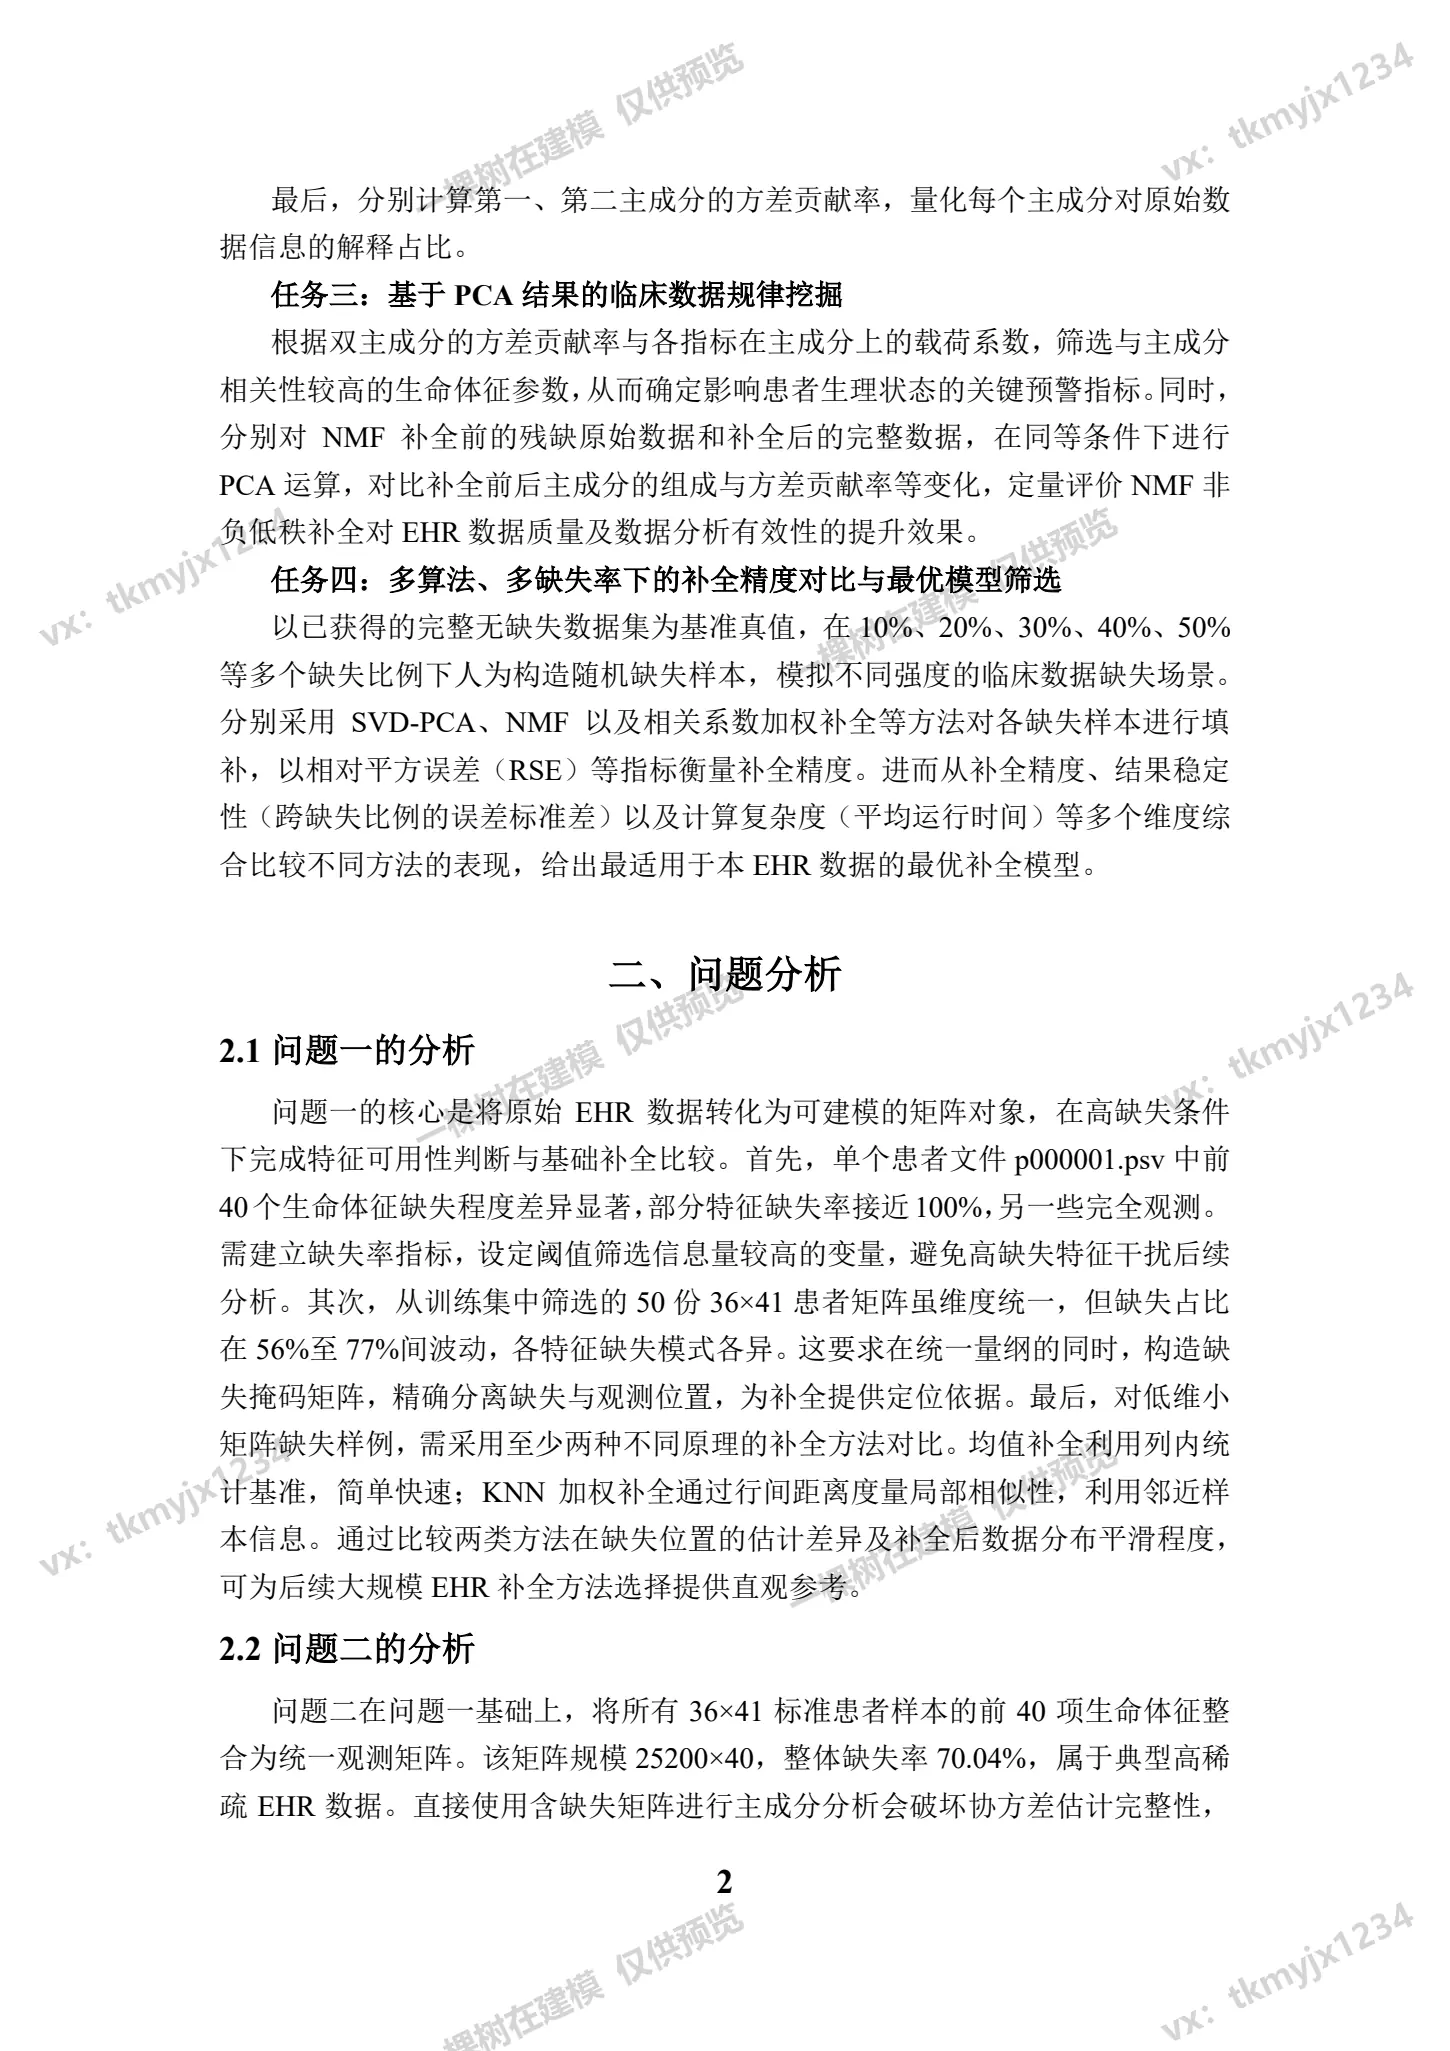 一棵树在建模 仅供预览
vx: tkmyjx1234
最后，分别计算第一、第二主成分的方差贡献率，量化每个主成分对原始数
据信息的解释占比。
任务三：基于 PCA 结果的临床数据规律挖掘
根据双主成分的方差贡献率与各指标在主成分上的载荷系数，筛选与主成分
相关性较高的生命体征参数，从而确定影响患者生理状态的关键预警指标。同时，
分别对 NMF 补全前的残缺原始数据和补全后的完整数据，在同等条件下进行
PCA 运算，对比补全前后主成分的组成与方差贡献率等变化，定量评价 NMF 非
负低秩补全对 EHR 数据质量及数据分析有效性的提升效果。
vx: tkmyjx1234
一棵树在建模 仅供预览
任务四：多算法、多缺失率下的补全精度对比与最优模型筛选
以已获得的完整无缺失数据集为基准真值，在 10%、20%、30%、40%、50%
等多个缺失比例下人为构造随机缺失样本，模拟不同强度的临床数据缺失场景。
分别采用 SVD-PCA、NMF 以及相关系数加权补全等方法对各缺失样本进行填
补，以相对平方误差（RSE）等指标衡量补全精度。进而从补全精度、结果稳定
性（跨缺失比例的误差标准差）以及计算复杂度（平均运行时间）等多个维度综
合比较不同方法的表现，给出最适用于本 EHR 数据的最优补全模型。
二、问题分析
一棵树在建模 仅供预览
vx: tkmyjx1234
2.1 问题一的分析
问题一的核心是将原始 EHR 数据转化为可建模的矩阵对象，在高缺失条件
下完成特征可用性判断与基础补全比较。首先，单个患者文件 p000001.psv 中前
40 个生命体征缺失程度差异显著，部分特征缺失率接近 100%，另一些完全观测。
需建立缺失率指标，设定阈值筛选信息量较高的变量，避免高缺失特征干扰后续
分析。其次，从训练集中筛选的 50 份 36×41 患者矩阵虽维度统一，但缺失占比
在 56%至 77%间波动，各特征缺失模式各异。这要求在统一量纲的同时，构造缺
失掩码矩阵，精确分离缺失与观测位置，为补全提供定位依据。最后，对低维小
矩阵缺失样例，需采用至少两种不同原理的补全方法对比。均值补全利用列内统
计基准，简单快速；KNN 加权补全通过行间距离度量局部相似性，利用邻近样
本信息。通过比较两类方法在缺失位置的估计差异及补全后数据分布平滑程度，
可为后续大规模 EHR 补全方法选择提供直观参考。
vx: tkmyjx1234
一棵树在建模 仅供预览
2.2 问题二的分析
问题二在问题一基础上，将所有 36×41 标准患者样本的前 40 项生命体征整
合为统一观测矩阵。该矩阵规模 25200×40，整体缺失率 70.04%，属于典型高稀
疏 EHR 数据。直接使用含缺失矩阵进行主成分分析会破坏协方差估计完整性，
2
棵树在建模 仅供预览
vx: tkmyjx1234